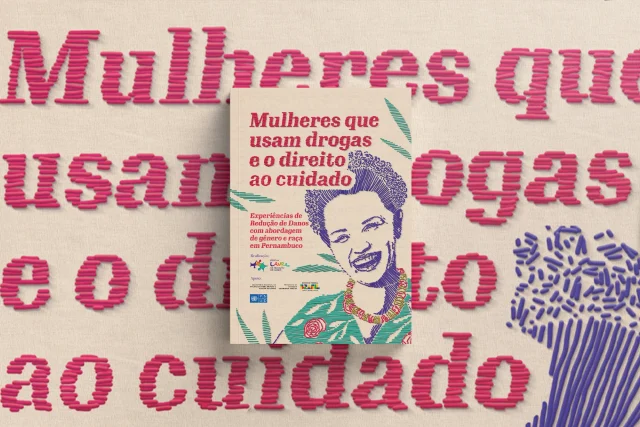 Mulheres que
usam drogas
e o direito
ao cuidado
Mulheres que
usam drogas
e o direito
ao cuidado
Experiências de
Redução de Danos
com abordagem
de gênero e raça
em Pernambuco